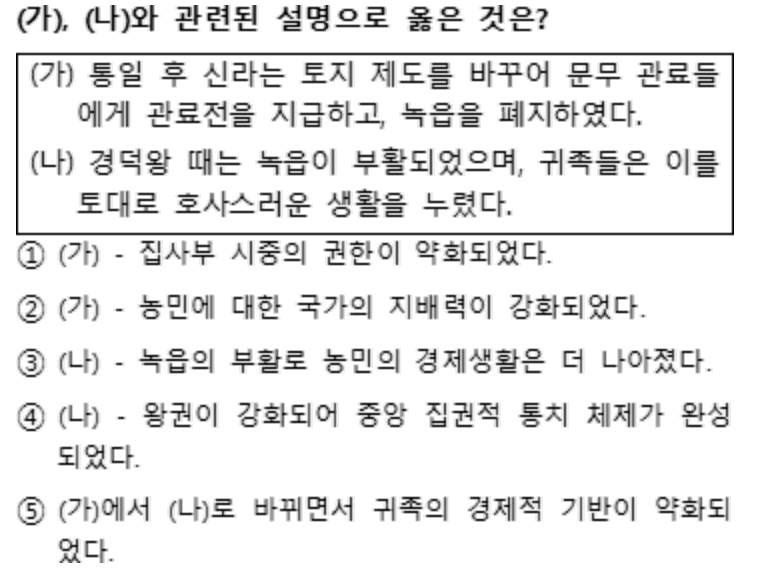 (가), (나)와 관련된 설명으로 옳은 것은?
(가) 통일 후 신라는 토지 제도를 바꾸어 문무 관료들
에게 관료전을 지급하고, 녹읍을 폐지하였다.
(나) 경덕왕 때는 녹읍이 부활되었으며, 귀족들은 이를
토대로 호사스러운 생활을 누렸다.
① (가) - 집사부 시중의 권한이 약화되었다.
② (가) - 농민에 대한 국가의 지배력이 강화되었다.
③ (나) - 녹읍의 부활로 농민의 경제생활은 더 나아졌다.
④ (나) - 왕권이 강화되어 중앙 집권적 통치 체제가 완성
되었다.
⑤ (가)에서 (나)로 바뀌면서 귀족의 경제적 기반이 약화되
었다.